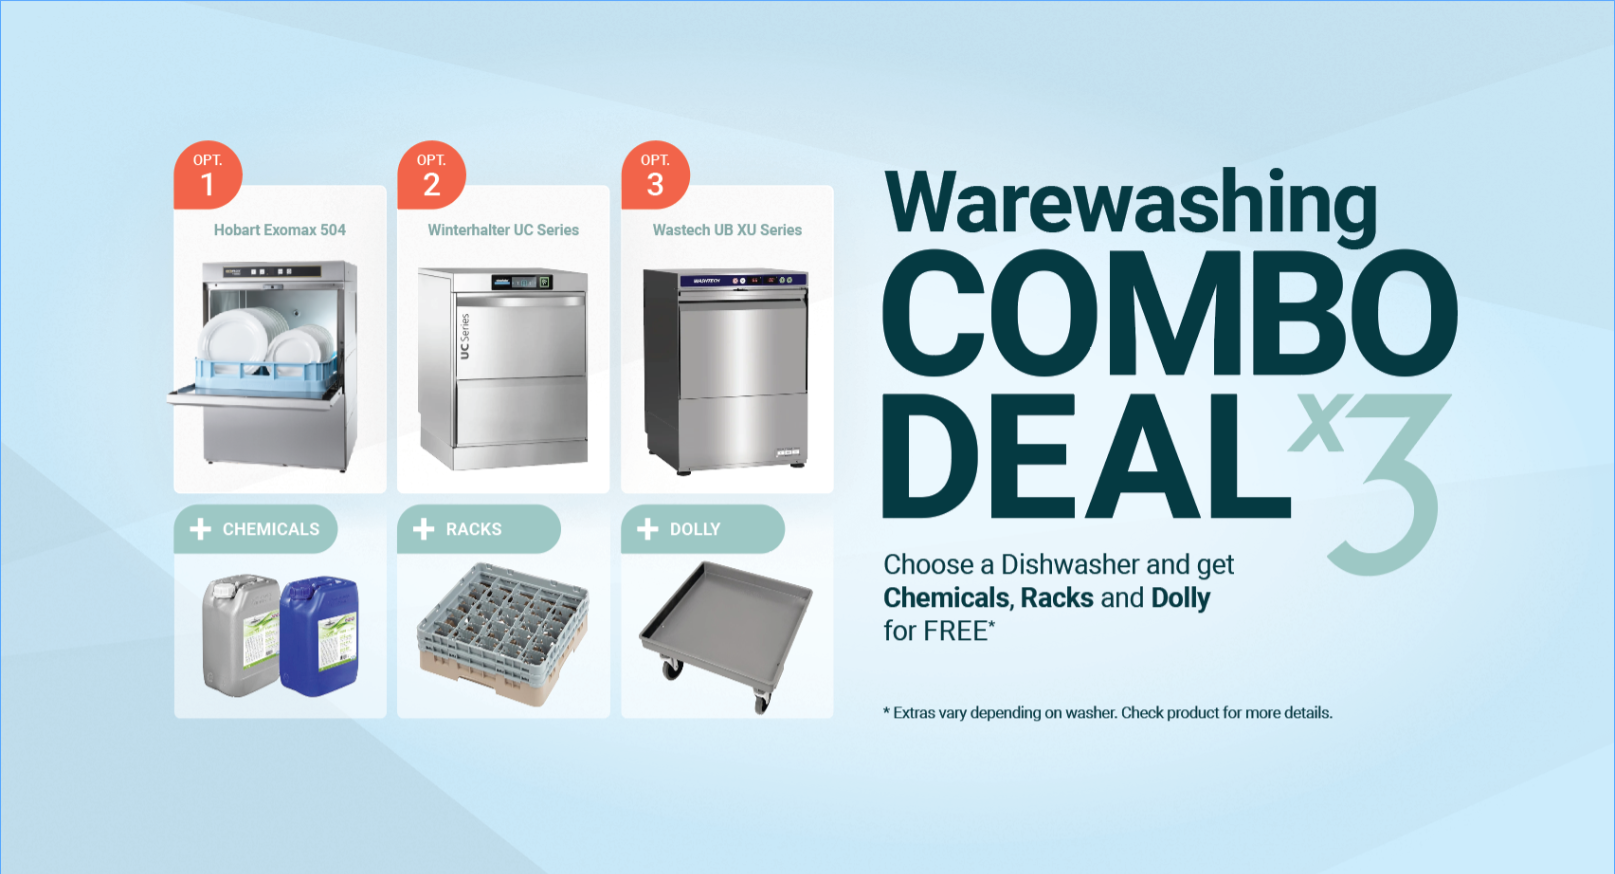 OPT.
1
Hobart Exomax 504
OPT.
2
Winterhalter UC Series
UC Series
OPT.
3
Wastech UB XU Series
WASHTECH
+ CHEMICALS
+ RACKS
+ DOLLY
Warewashing
COMBO
DEAL x3
Choose a Dishwasher and get
Chemicals, Racks and Dolly
for FREE*
* Extras vary depending on washer. Check product for more details.